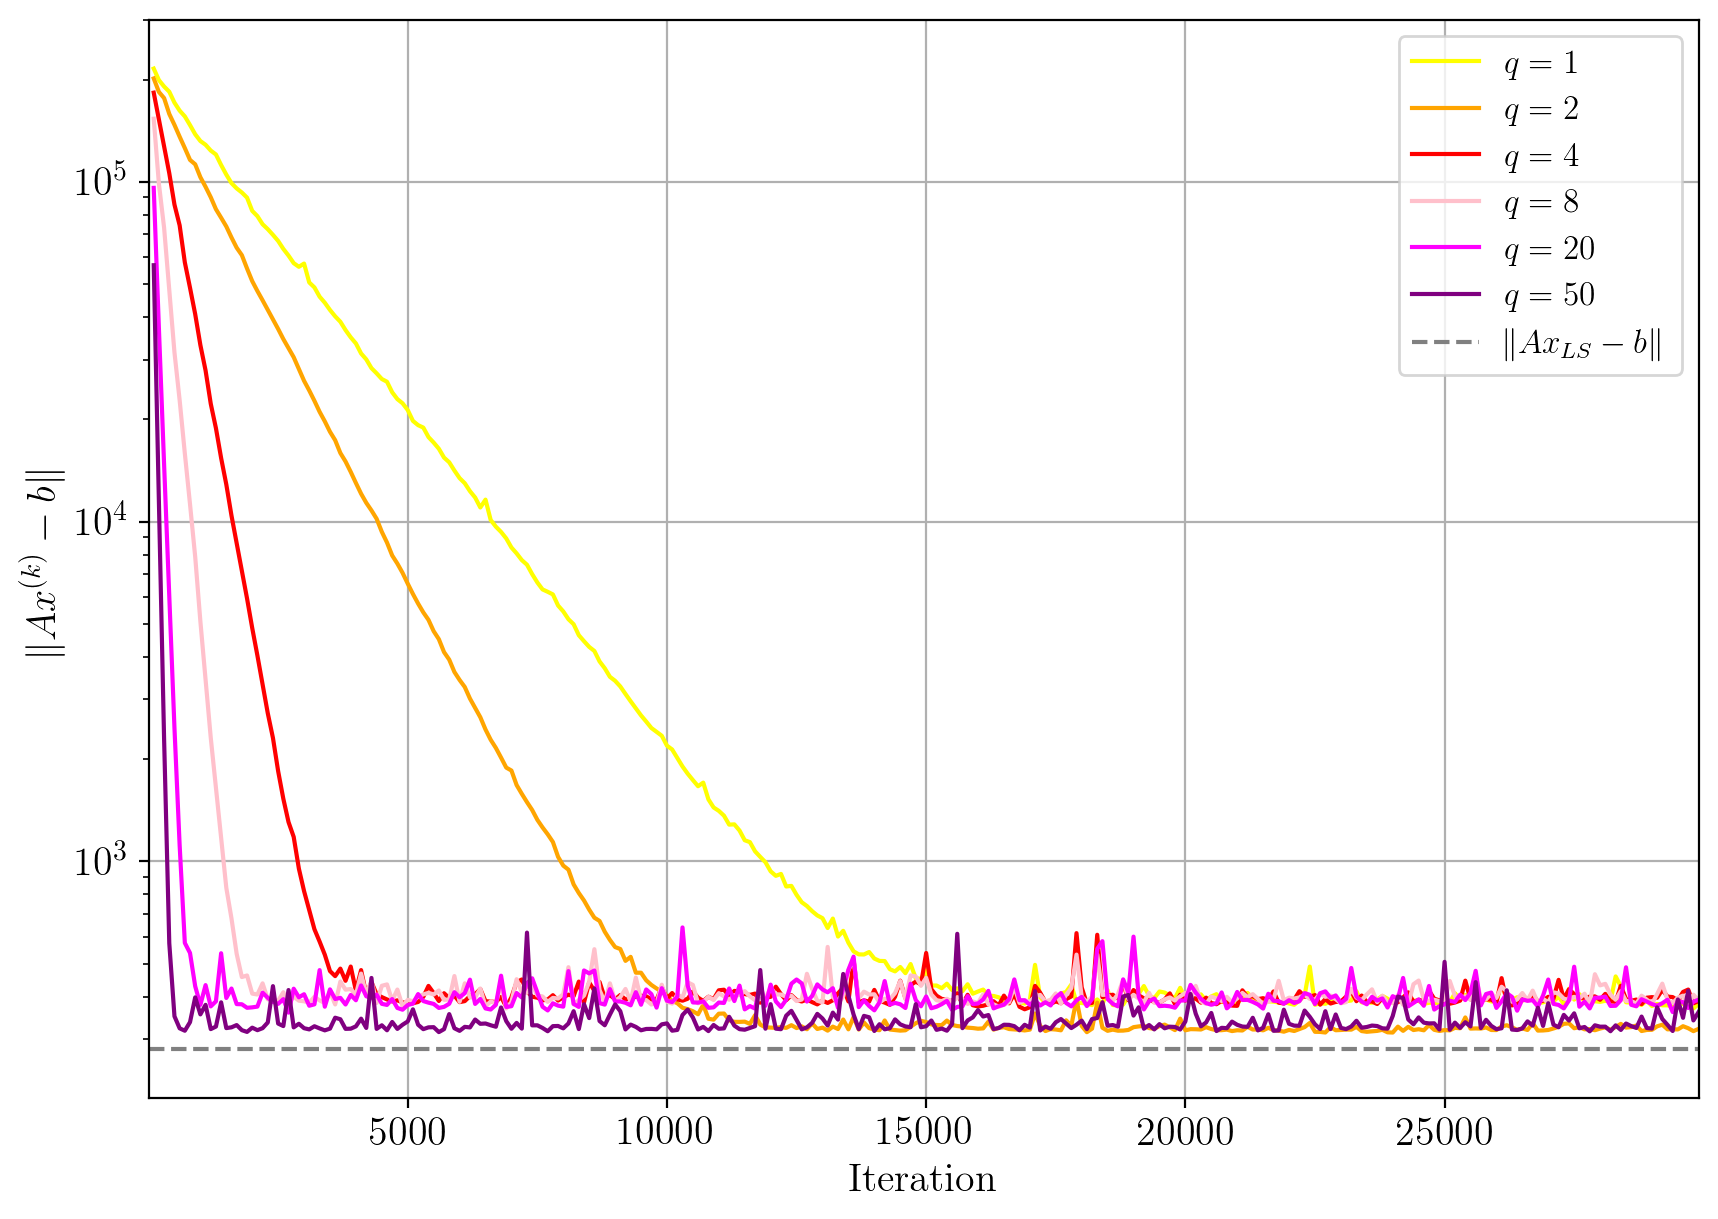 ‖Ax^{(k)} − b‖
10^5
10^4
10^3
5000
10000
15000
20000
25000
Iteration
q = 1
q = 2
q = 4
q = 8
q = 20
q = 50
‖Ax_{LS} − b‖